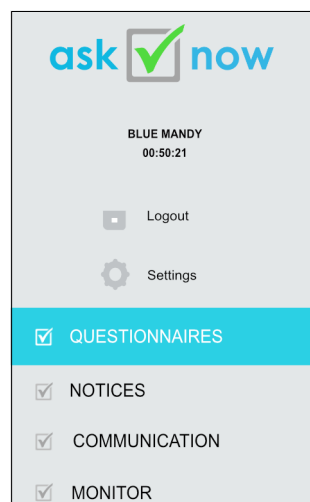 ask now
BLUE MANDY
00:50:21
Logout
Settings
QUESTIONNAIRES
NOTICES
COMMUNICATION
MONITOR